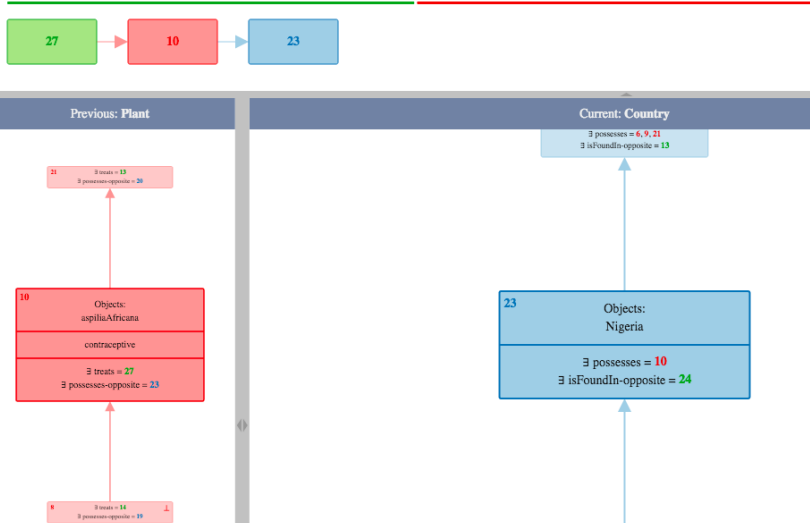 27
10
23
Previous: Plant
Current: Country
21
∃ treats = 13
∃ possesses-opposite = 20
10
Objects:
aspiliaAfricana
contraceptive
∃ treats = 27
∃ possesses-opposite = 23
8
∃ treats = 14
⊥
∃ possesses-opposite = 19
∃ possesses = 6, 9, 21
∃ isFoundIn-opposite = 13
23
Objects:
Nigeria
∃ possesses = 10
∃ isFoundIn-opposite = 24